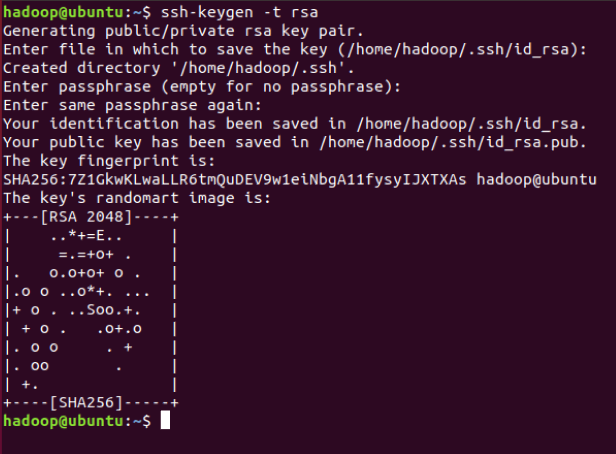 hadoop@ubuntu:~$ ssh-keygen -t rsa
Generating public/private rsa key pair.
Enter file in which to save the key (/home/hadoop/.ssh/id_rsa):
Created directory '/home/hadoop/.ssh'.
Enter passphrase (empty for no passphrase):
Enter same passphrase again:
Your identification has been saved in /home/hadoop/.ssh/id_rsa.
Your public key has been saved in /home/hadoop/.ssh/id_rsa.pub.
The key fingerprint is:
SHA256:7Z1GkwKLwaLLR6tmQuDEV9w1eiNbgA11fysyIJXTXAs hadoop@ubuntu
The key's randomart image is:
+---[RSA 2048]----+
|    ..*+=E..     |
|     =.=+o+ .    |
|.   o.o+o+ o .   |
|.o o ..o*+. ...  |
|+ o . ..Soo.+.   |
| + o .   .o+.o   |
|. o o     . +    |
|. oo       .     |
| +.              |
+----[SHA256]-----+
hadoop@ubuntu:~$